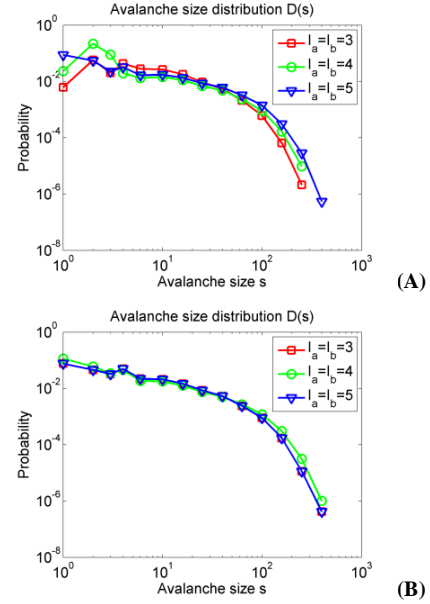 Avalanche size distribution D(s)
10^0
10^-2
10^-4
10^-6
10^-8
Probability
l_a=l_b=3
l_a=l_b=4
l_a=l_b=5
10^0 10^1 10^2 10^3
Avalanche size s
(A)
Avalanche size distribution D(s)
10^0
10^-2
10^-4
10^-6
10^-8
Probability
l_a=l_b=3
l_a=l_b=4
l_a=l_b=5
10^0 10^1 10^2 10^3
Avalanche size s
(B)